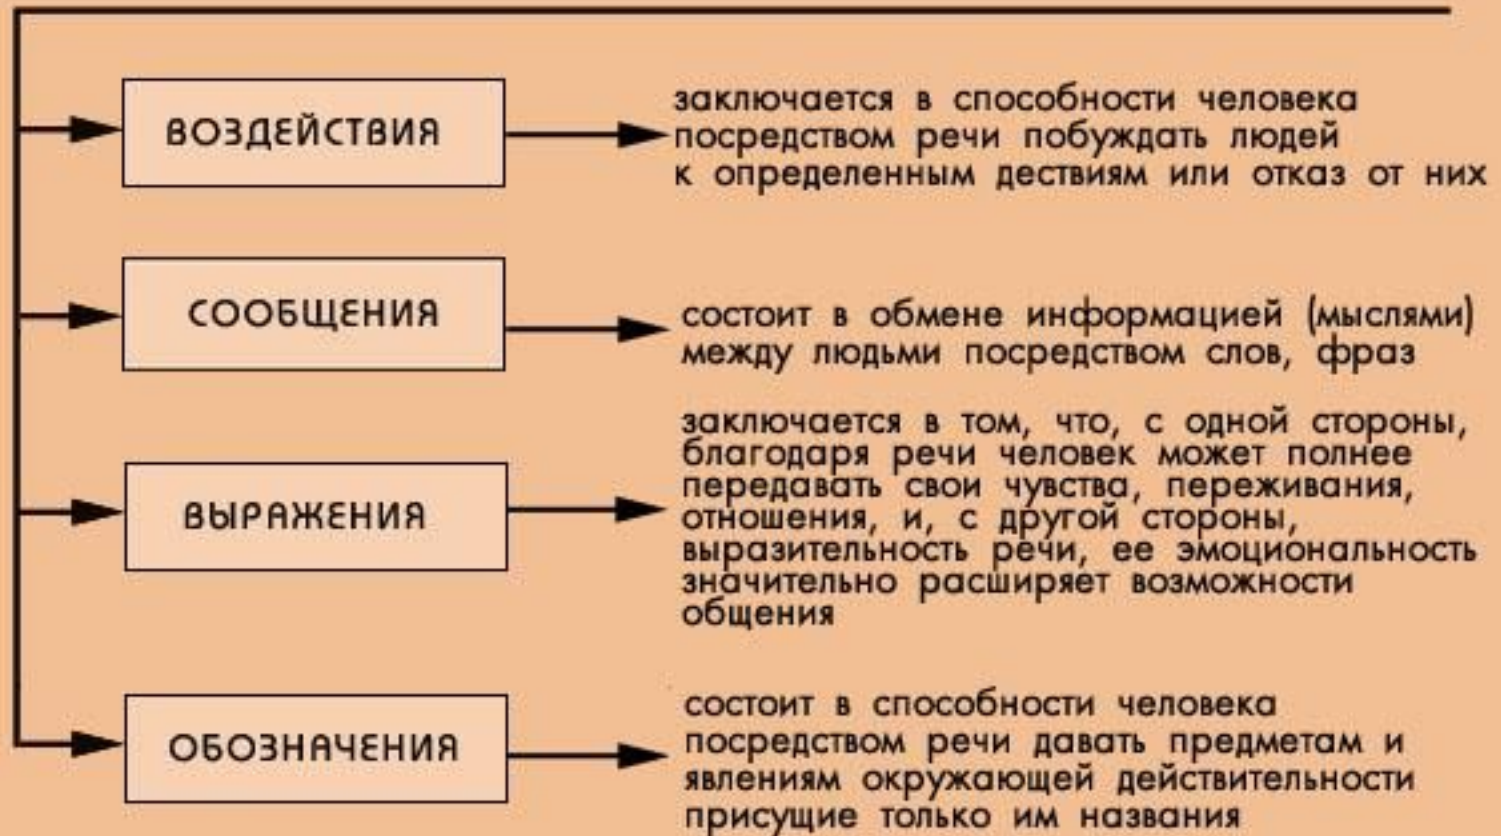 ВОЗДЕЙСТВИЯ
заключается в способности человека
посредством речи побуждать людей
к определенным дествиям или отказ от них
СООБЩЕНИЯ
состоит в обмене информацией (мыслями)
между людьми посредством слов, фраз
ВЫРАЖЕНИЯ
заключается в том, что, с одной стороны,
благодаря речи человек может полнее
передавать свои чувства, переживания,
отношения, и, с другой стороны,
выразительность речи, ее эмоциональность
значительно расширяет возможности
общения
ОБОЗНАЧЕНИЯ
состоит в способности человека
посредством речи давать предметам и
явлениям окружающей действительности
присущие только им названия